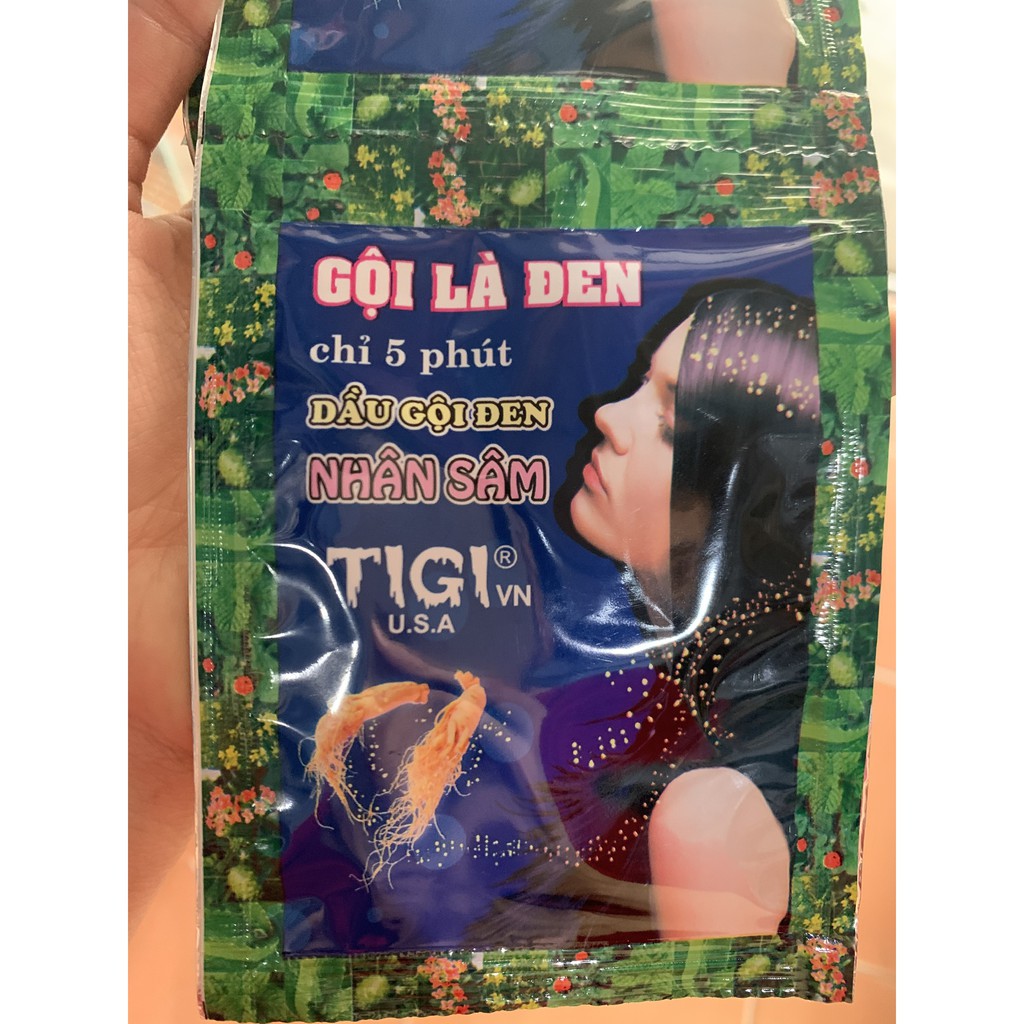 GỘI LÀ ĐEN
chỉ 5 phút
DẦU GỘI ĐEN
NHÂN SÂM
TIGI® VN
U.S.A